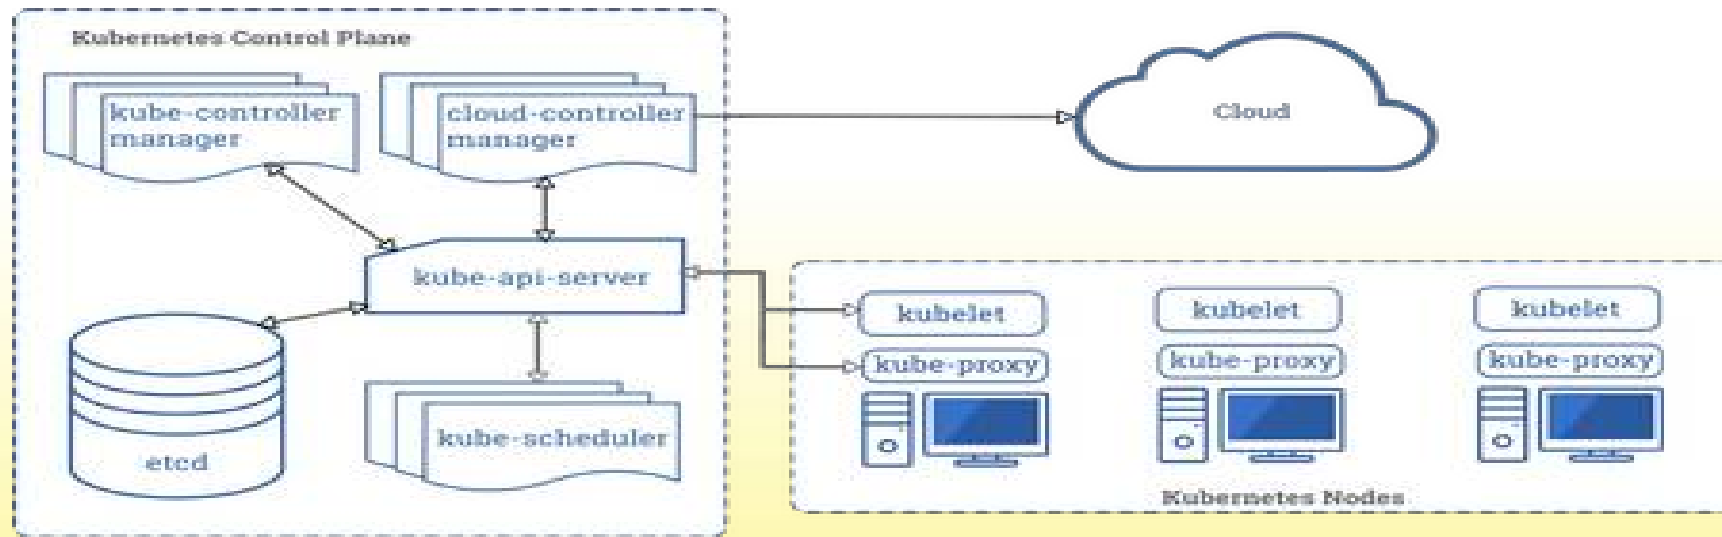 Kubernetes Control Plane
kube-controller
manager
cloud-controller
manager
Cloud
kube-api-server
etcd
kube-scheduler
kubelet
kube-proxy
kubelet
kube-proxy
kubelet
kube-proxy
Kubernetes Nodes